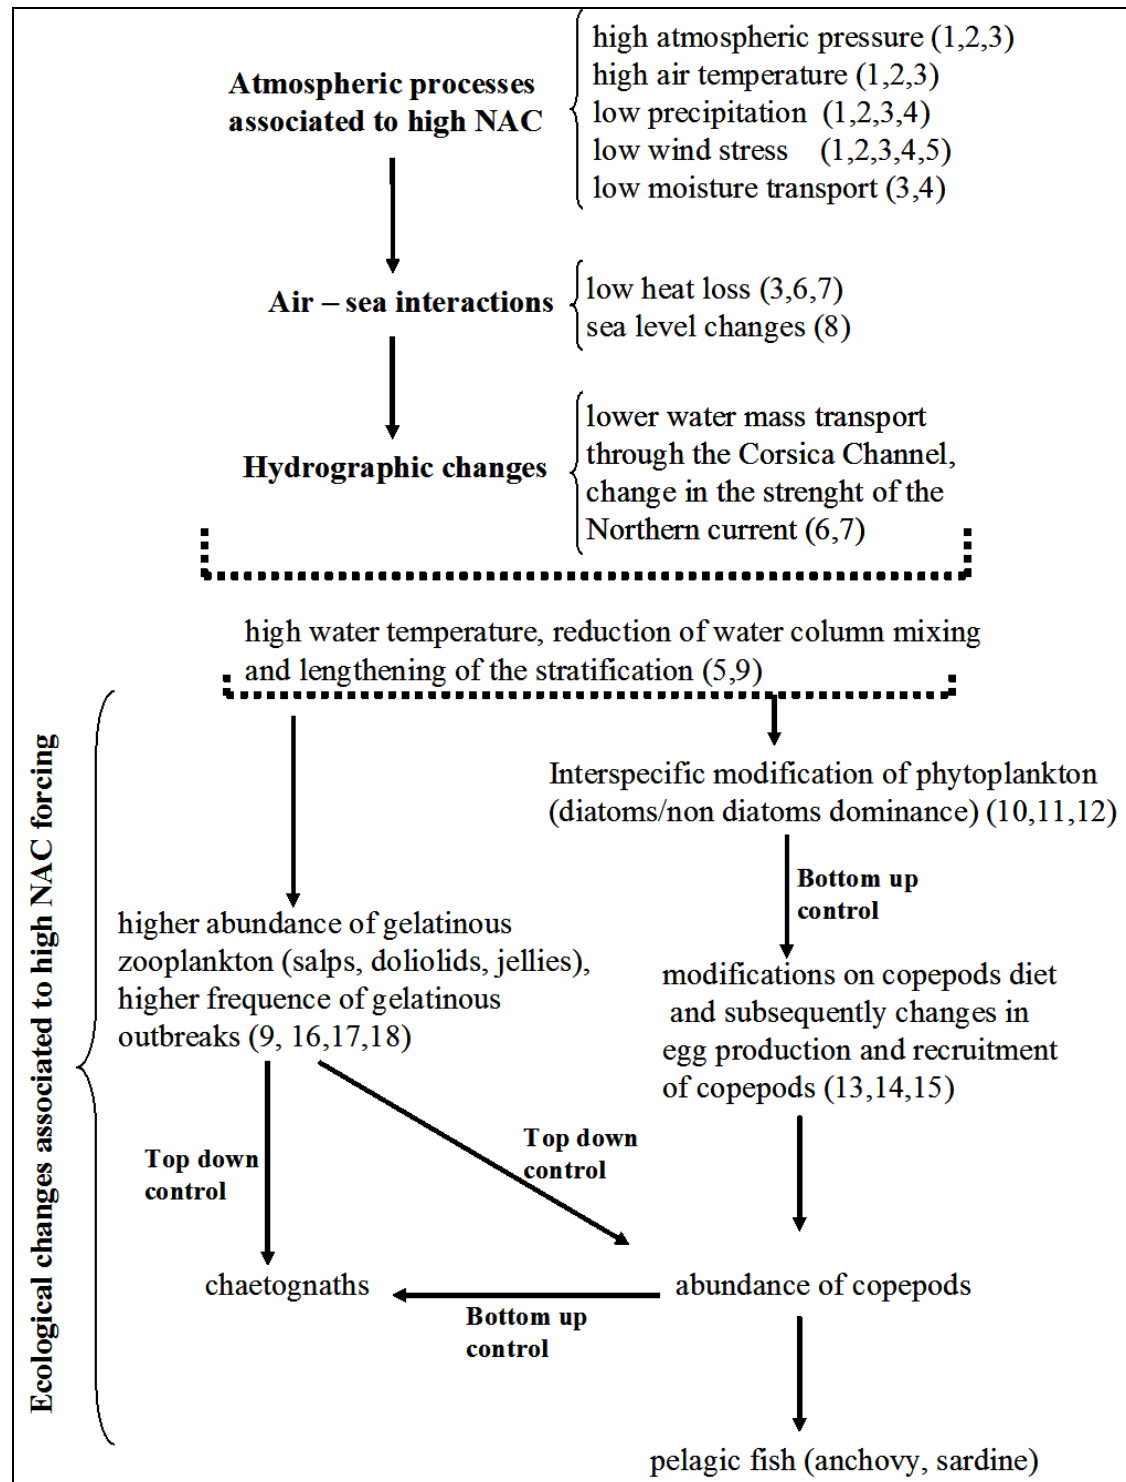 Atmospheric processes
associated to high NAC
high atmospheric pressure (1,2,3)
high air temperature (1,2,3)
low precipitation (1,2,3,4)
low wind stress (1,2,3,4,5)
low moisture transport (3,4)
Air – sea interactions
low heat loss (3,6,7)
sea level changes (8)
Hydrographic changes
lower water mass transport
through the Corsica Channel,
change in the strenght of the
Northern current (6,7)
high water temperature, reduction of water column mixing
and lengthening of the stratification (5,9)
Ecological changes associated to high NAC forcing
Interspecific modification of phytoplankton
(diatoms/non diatoms dominance) (10,11,12)
Bottom up
control
higher abundance of gelatinous
zooplankton (salps, doliolids, jellies),
higher frequence of gelatinous
outbreaks (9, 16,17,18)
modifications on copepods diet
and subsequently changes in
egg production and recruitment
of copepods (13,14,15)
Top down
control
Top down
control
chaetognaths
abundance of copepods
Bottom up
control
pelagic fish (anchovy, sardine)